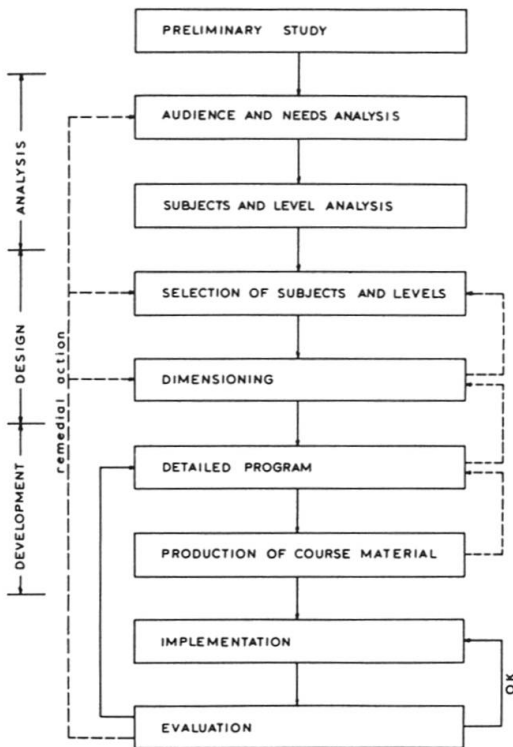 PRELIMINARY STUDY
AUDIENCE AND NEEDS ANALYSIS
SUBJECTS AND LEVEL ANALYSIS
SELECTION OF SUBJECTS AND LEVELS
DIMENSIONING
DETAILED PROGRAM
PRODUCTION OF COURSE MATERIAL
IMPLEMENTATION
EVALUATION
ANALYSIS
DESIGN
DEVELOPMENT
remedial action
OK